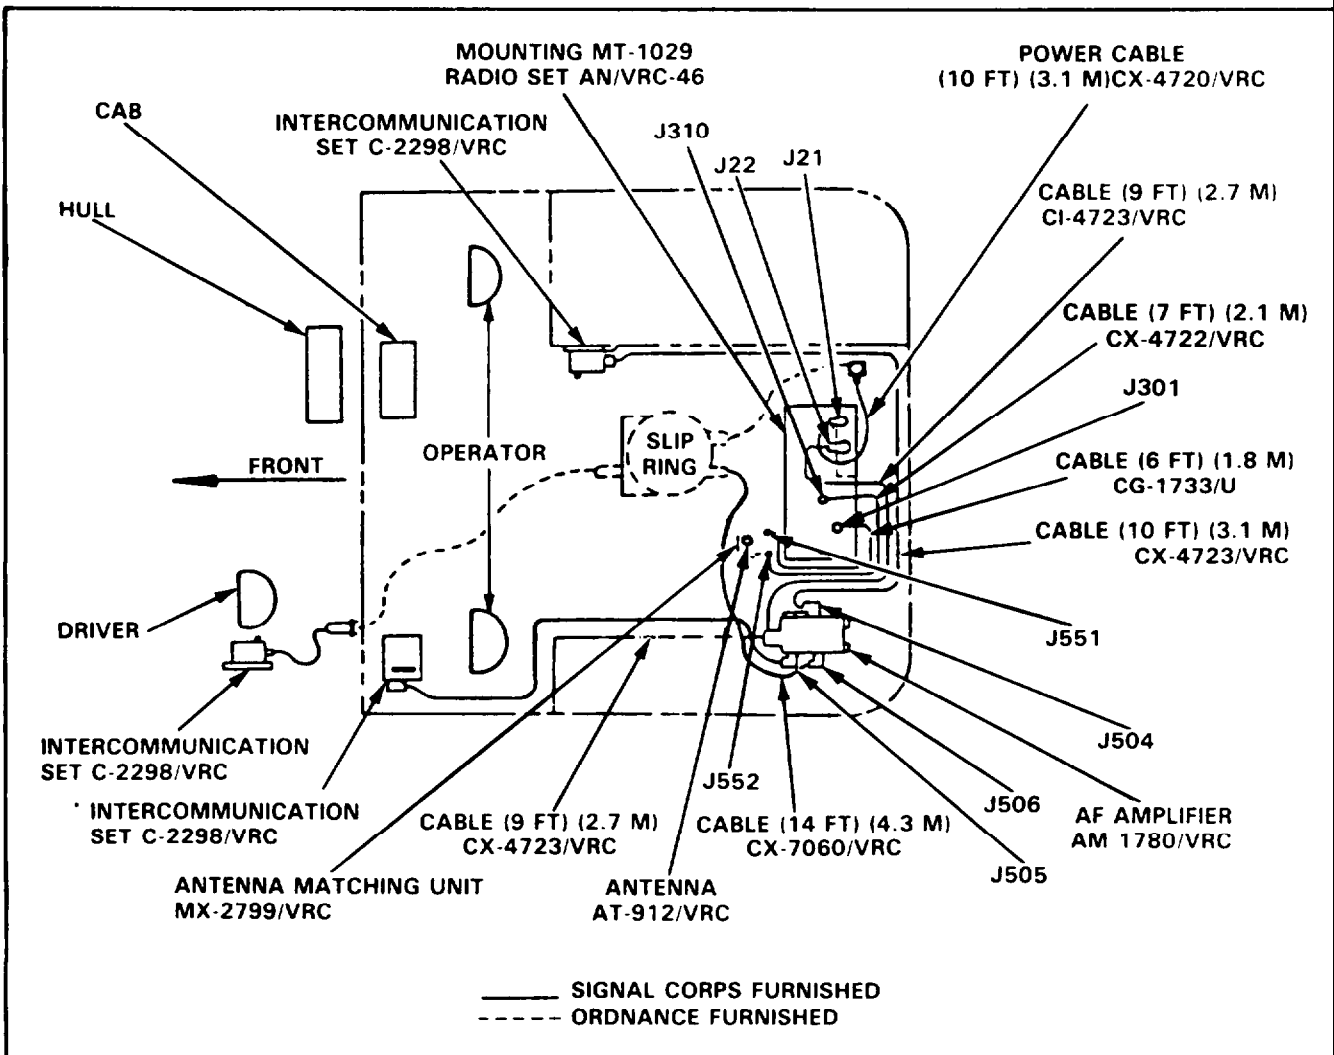 MOUNTING MT-1029
RADIO SET AN/VRC-46
POWER CABLE
(10 FT) (3.1 M)CX-4720/VRC
CAB
INTERCOMMUNICATION
SET C-2298/VRC
J310
J22
J21
HULL
CABLE (9 FT) (2.7 M)
CI-4723/VRC
CABLE (7 FT) (2.1 M)
CX-4722/VRC
J301
OPERATOR
SLIP
RING
FRONT
CABLE (6 FT) (1.8 M)
CG-1733/U
CABLE (10 FT) (3.1 M)
CX-4723/VRC
DRIVER
J551
INTERCOMMUNICATION
SET C-2298/VRC
J504
J552
INTERCOMMUNICATION
SET C-2298/VRC
CABLE (9 FT) (2.7 M)
CX-4723/VRC
CABLE (14 FT) (4.3 M)
CX-7060/VRC
J506
AF AMPLIFIER
AM 1780/VRC
J505
ANTENNA MATCHING UNIT
MX-2799/VRC
ANTENNA
AT-912/VRC
SIGNAL CORPS FURNISHED
ORDNANCE FURNISHED